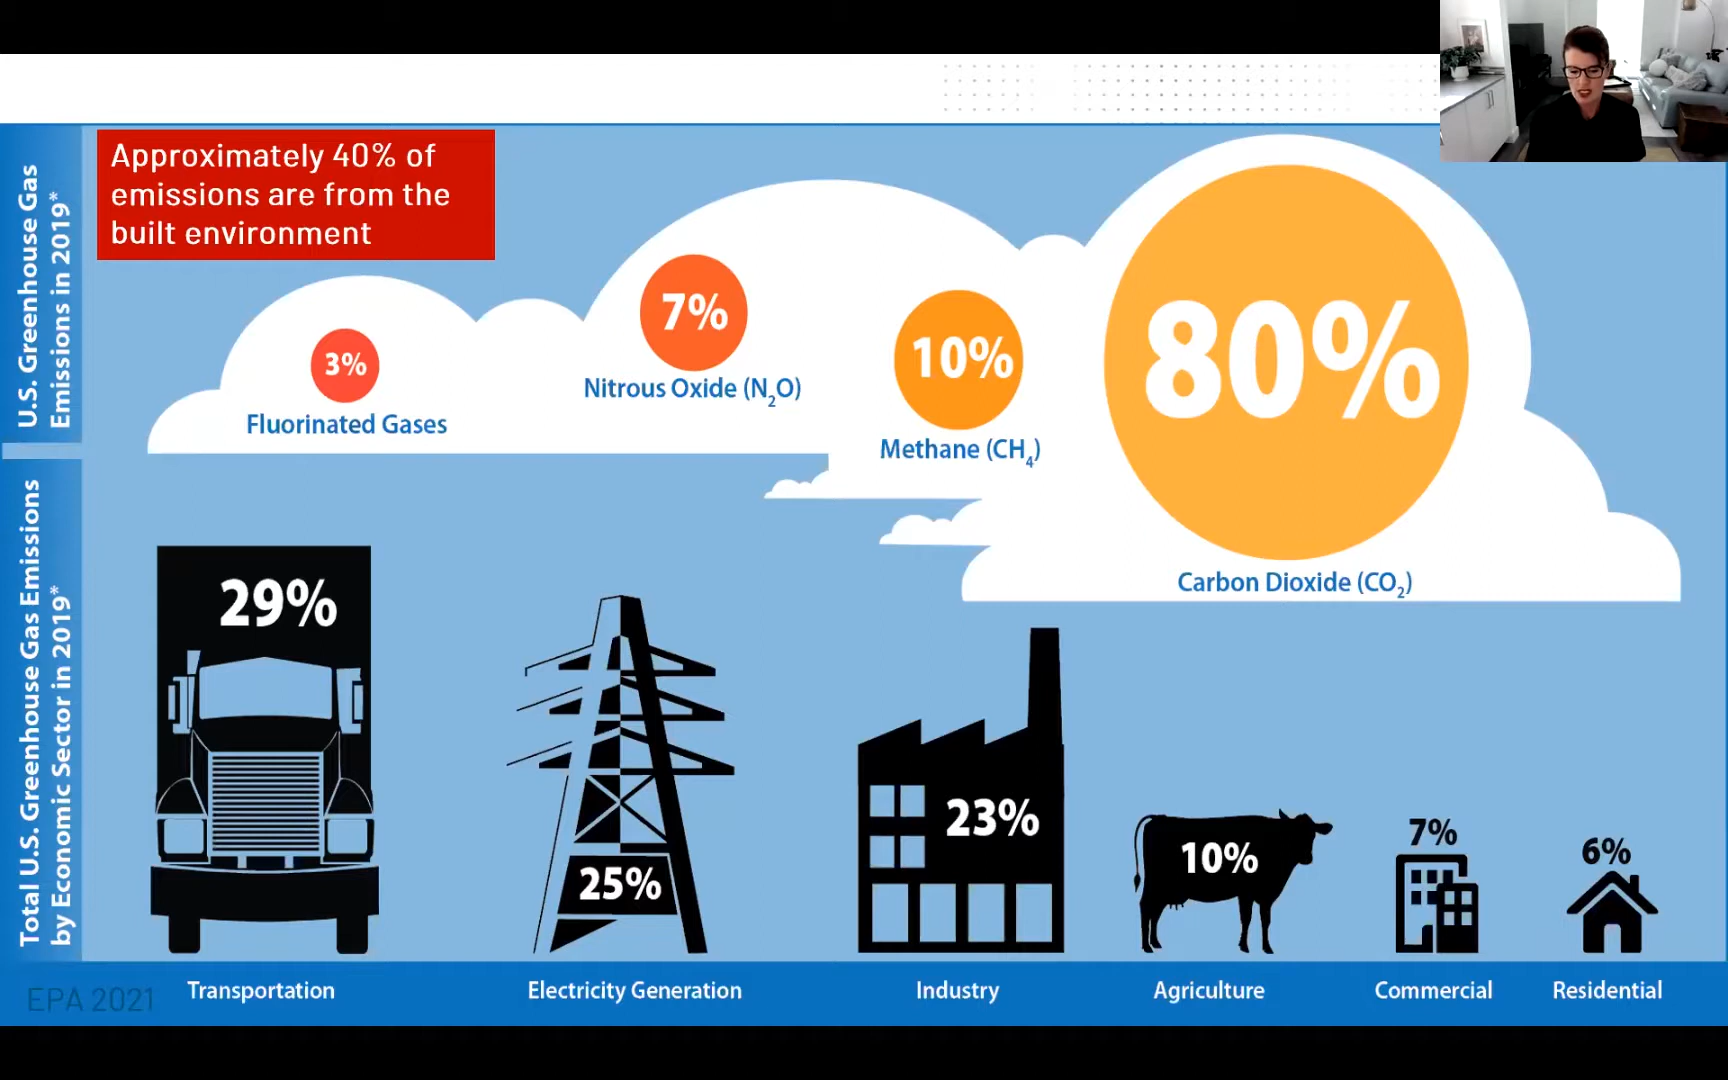 Approximately 40% of
emissions are from the
built environment
U.S. Greenhouse Gas
Emissions in 2019*
3%
Fluorinated Gases
7%
Nitrous Oxide (N₂O)
10%
Methane (CH₄)
80%
Carbon Dioxide (CO₂)
Total U.S. Greenhouse Gas Emissions
by Economic Sector in 2019*
29%
25%
23%
10%
7%
6%
EPA 2021
Transportation
Electricity Generation
Industry
Agriculture
Commercial
Residential